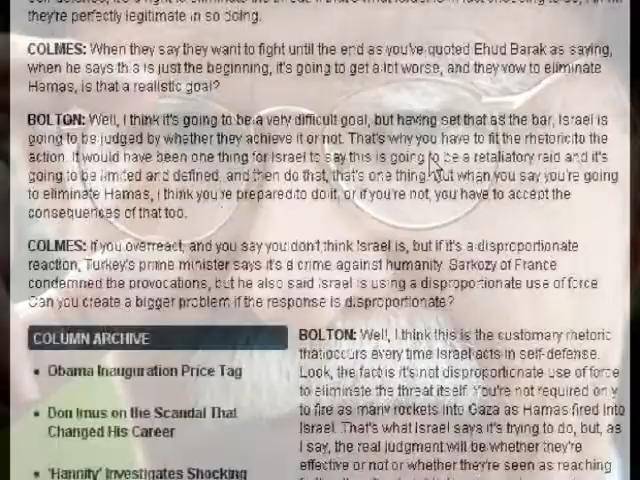 they're perfectly legitimate in so doing.
COLMES: When they say they want to fight until the end as you've quoted Ehud Barak as saying,
when he says this is just the beginning, it's going to get a lot worse, and they vow to eliminate
Hamas, is that a realistic goal?
BOLTON: Well, I think it's going to be a very difficult goal, but having set that as the bar, Israel is
going to be judged by whether they achieve it or not. That's why you have to fit the rhetoric to the
action. It would have been one thing for Israel to say this is going to be a retaliatory raid and it's
going to be limited and defined, and then do that, that's one thing. But when you say you're going
to eliminate Hamas, I think you're prepared to do it, or if you're not, you have to accept the
consequences of that too.
COLMES: If you overreact, and you say you don't think Israel is, but if it's a disproportionate
reaction, Turkey's prime minister says it's a crime against humanity. Sarkozy of France
condemned the provocations, but he also said Israel is using a disproportionate use of force.
Can you create a bigger problem if the response is disproportionate?
COLUMN ARCHIVE
• Obama Inauguration Price Tag
• Don Imus on the Scandal That
Changed His Career
• 'Hannity' Investigates Shocking
BOLTON: Well, I think this is the customary rhetoric
that occurs every time Israel acts in self-defense.
Look, the fact is it's not disproportionate use of force
to eliminate the threat itself. You're not required only
to fire as many rockets into Gaza as Hamas fired into
Israel. That's what Israel says it's trying to do, but, as
I say, the real judgment will be whether they're
effective or not or whether they're seen as reaching